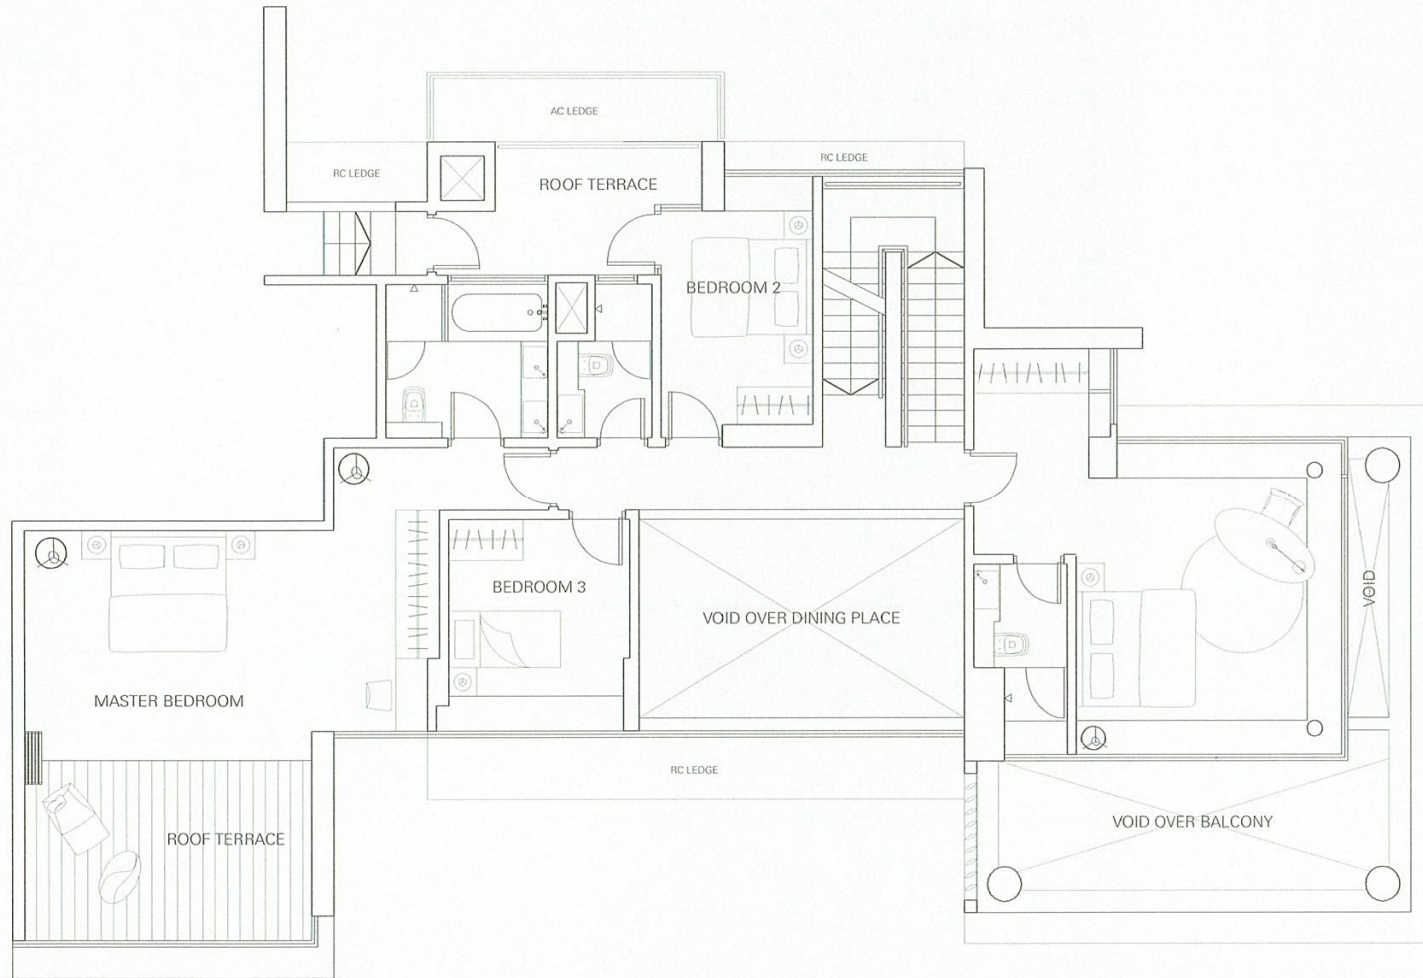 AC LEDGE
RC LEDGE
RC LEDGE
ROOF TERRACE
BEDROOM 2
BEDROOM 3
VOID OVER DINING PLACE
VOID
MASTER BEDROOM
RC LEDGE
VOID OVER BALCONY
ROOF TERRACE